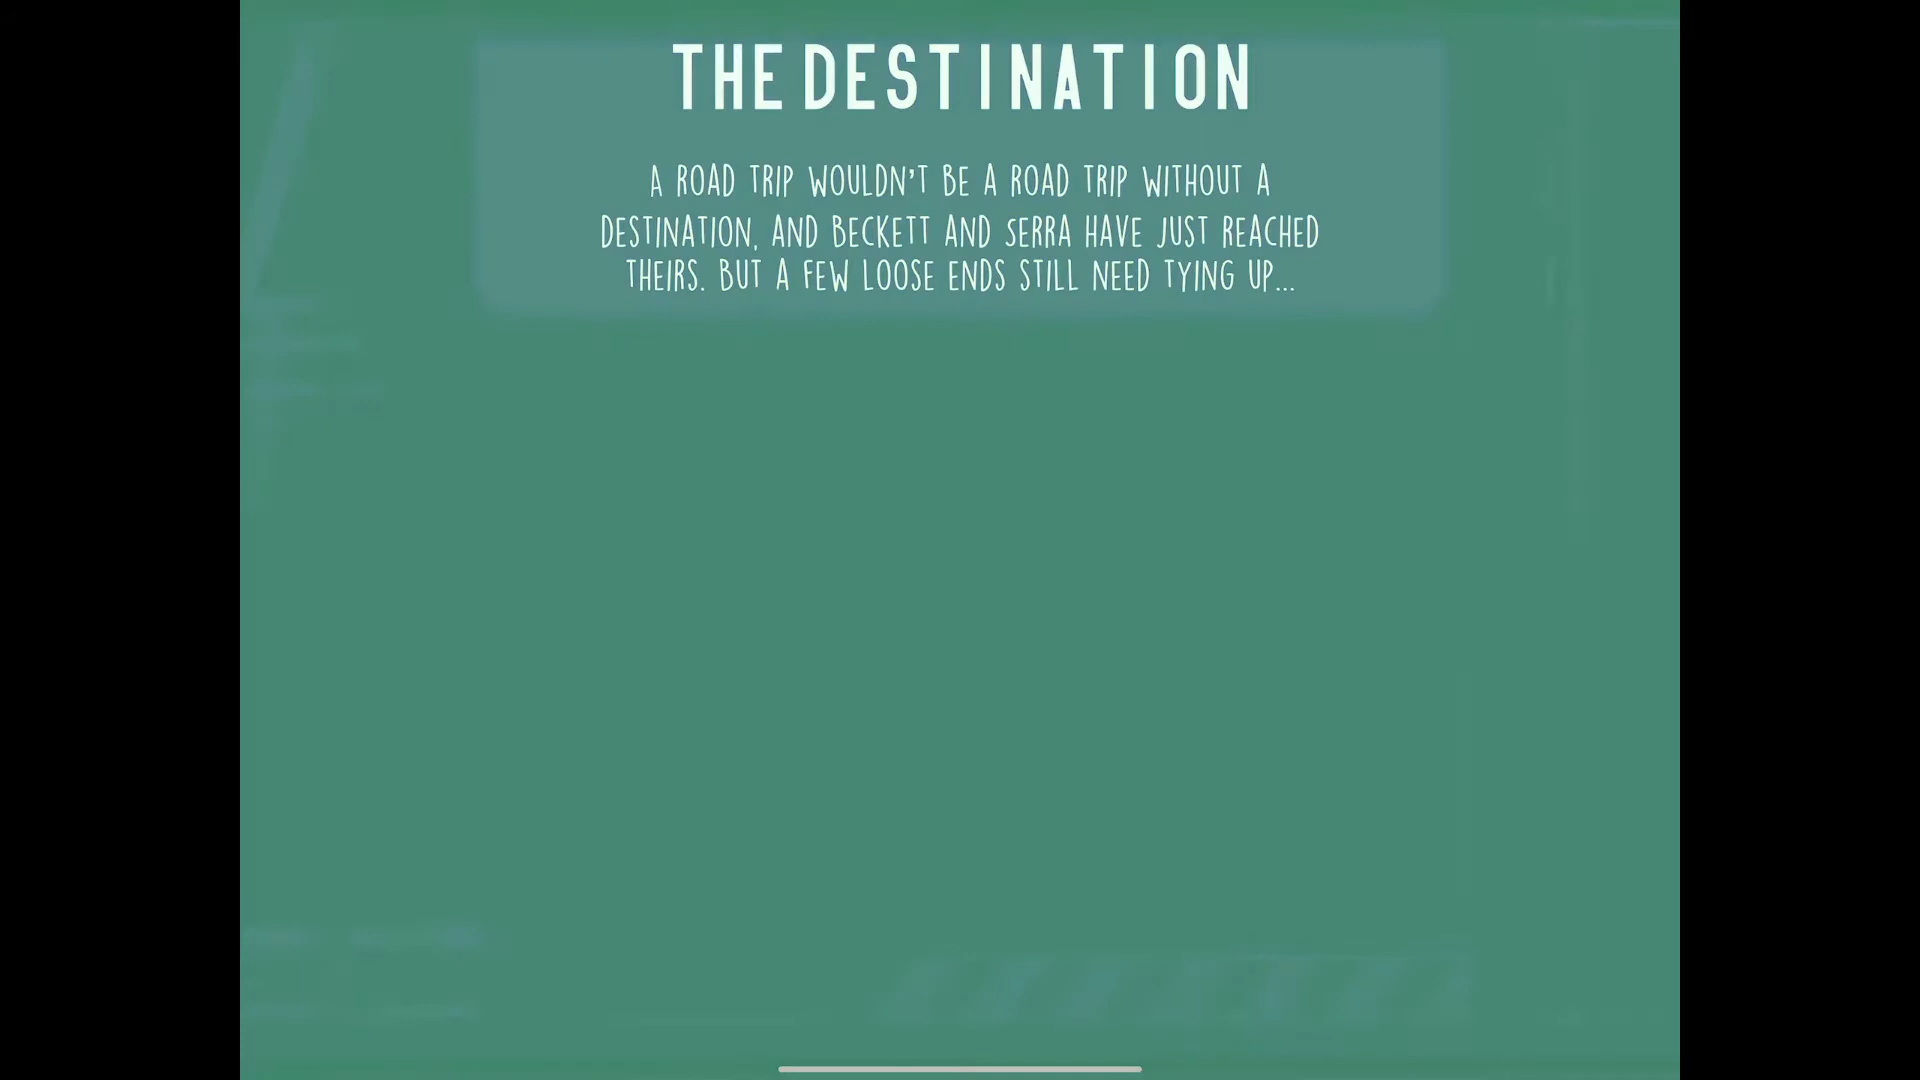 THE DESTINATION
A ROAD TRIP WOULDN'T BE A ROAD TRIP WITHOUT A
DESTINATION, AND BECKETT AND SERRA HAVE JUST REACHED
THEIRS. BUT A FEW LOOSE ENDS STILL NEED TYING UP...